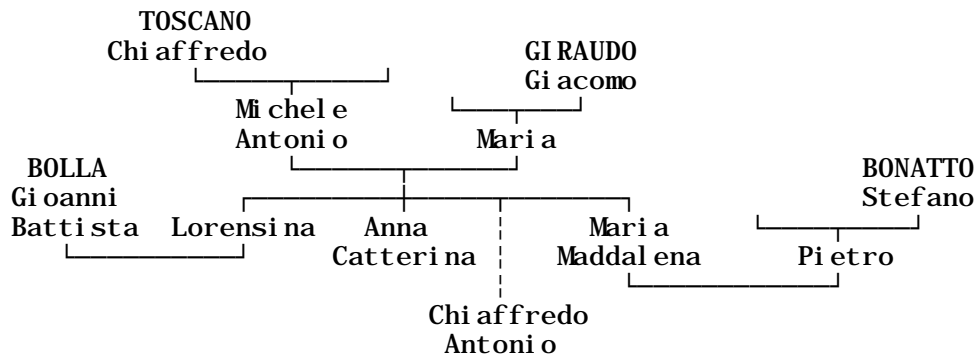 TOSCANO
Chiaffredo GIRAUDO
Giacomo
Michele
Antonio Maria
BOLLA BONATTO
Gioanni Stefano
Battista Lorensina Anna Maria
Catterina Maddalena Pietro
Chiaffredo
Antonio